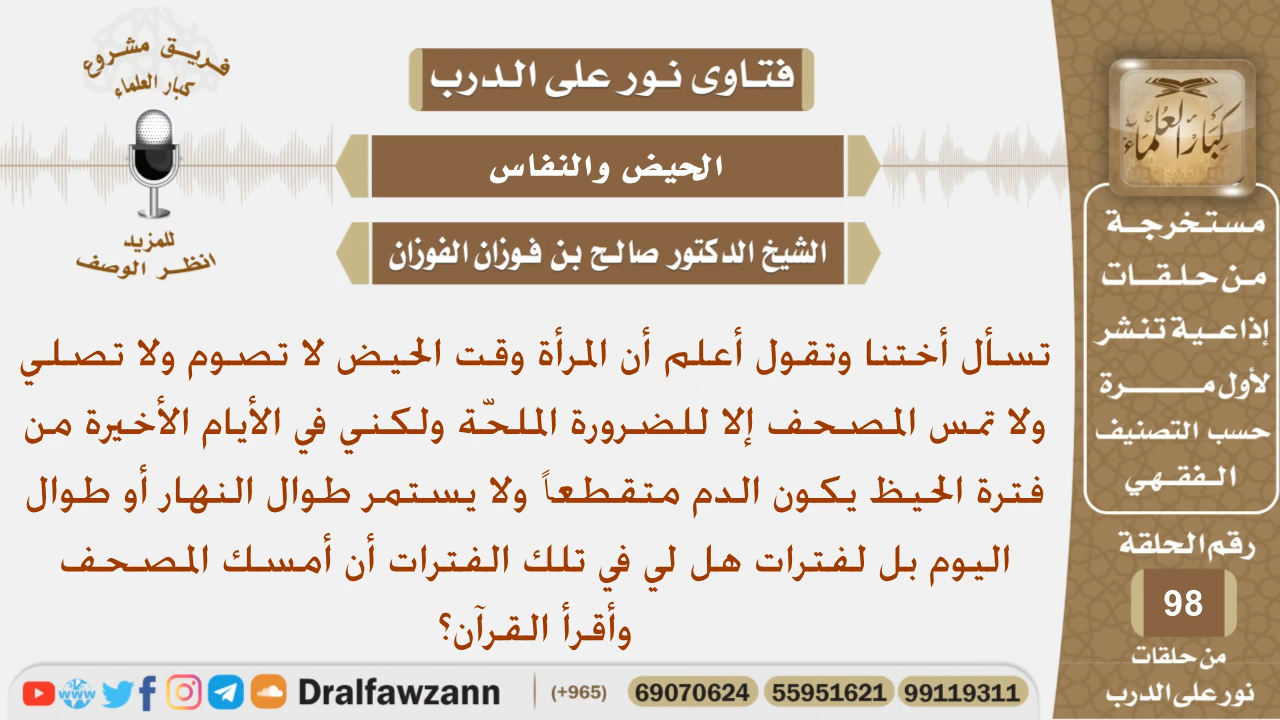 فتاوى نور على الدرب
الحيض والنفاس
الشيخ الدكتور صالح بن فوزان الفوزان
فريق مشروع
كبار العلماء
للمزيد
انظر الوصف
تسأل أختنا وتقول أعلم أن المرأة وقت الحيض لا تصوم ولا تصلي
ولا تمس المصحف إلا للضرورة الملحّة ولكني في الأيام الأخيرة من
فترة الحيظ يكون الدم متقطعاً ولا يستمر طوال النهار أو طوال
اليوم بل لفترات هل لي في تلك الفترات أن أمسك المصحف
وأقرأ القرآن؟
كبار العلماء
مستخرجة
من حلقات
إذاعية تنشر
لأول مرة
حسب التصنيف
الفقهي
رقم الحلقة
98
من حلقات
نور على الدرب
www Dralfawzann (+965) 69070624 55951621 99119311